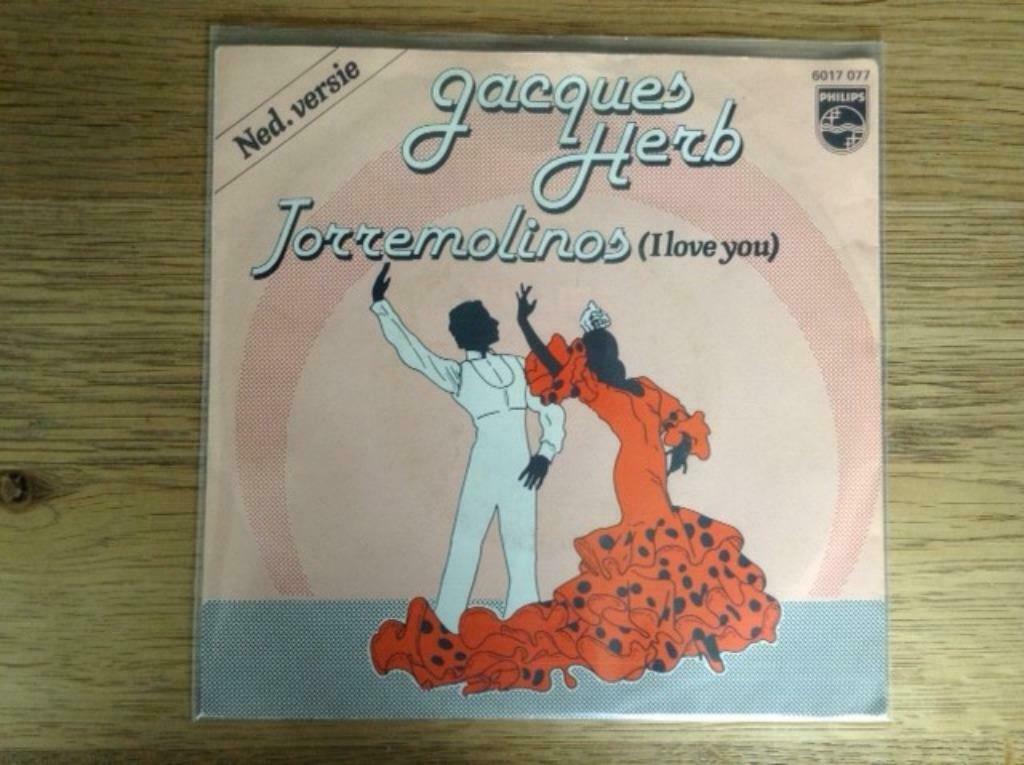 Ned. versie
Jacques
Herb
Torremolinos (I love you)
6017 077
PHILIPS